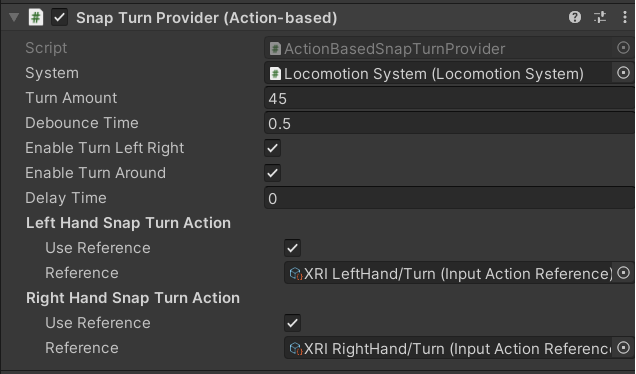 Snap Turn Provider (Action-based)
Script ActionBasedSnapTurnProvider
System Locomotion System (Locomotion System)
Turn Amount 45
Debounce Time 0.5
Enable Turn Left Right
Enable Turn Around
Delay Time 0
Left Hand Snap Turn Action
Use Reference
Reference XRI LeftHand/Turn (Input Action Reference)
Right Hand Snap Turn Action
Use Reference
Reference XRI RightHand/Turn (Input Action Referenc